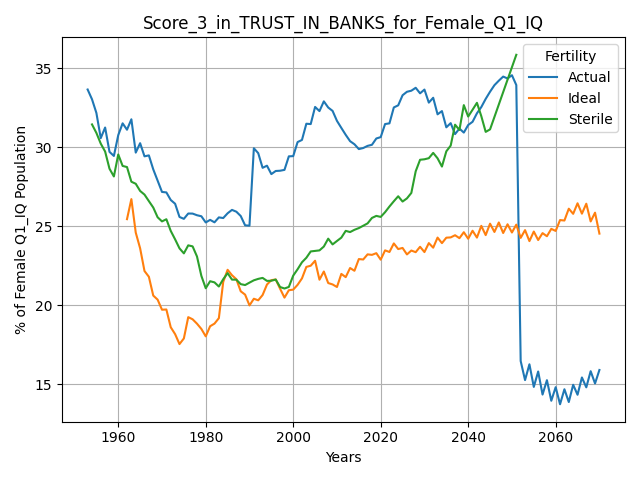 Score_3_in_TRUST_IN_BANKS_for_Female_Q1_IQ
% of Female Q1_IQ Population
35
30
25
20
15
Fertility
Actual
Ideal
Sterile
1960 1980 2000 2020 2040 2060
Years